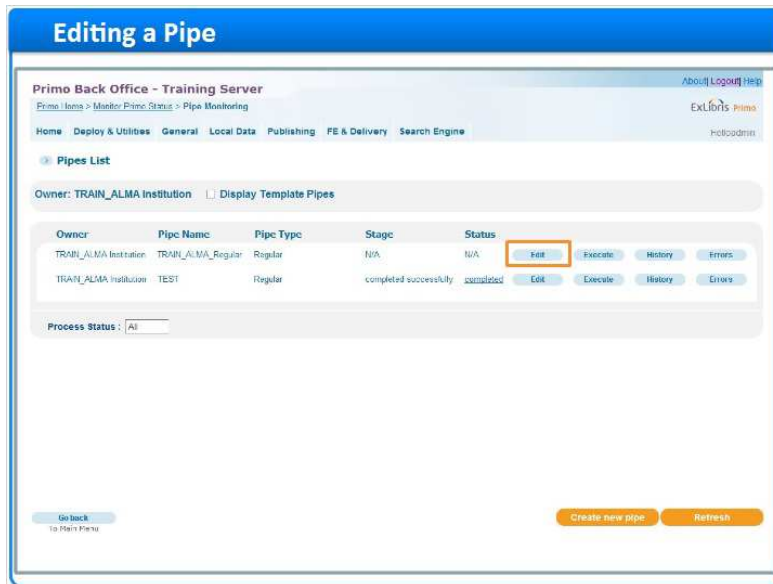 Editing a Pipe
About| Logout| Help
Primo Back Office - Training Server
Primo Home > Monitor Primo Status > Pipe Monitoring
ExLibris Primo
Home Deploy & Utilities General Local Data Publishing FE & Delivery Search Engine
Helloadmin
Pipes List
Owner: TRAIN_ALMA Institution Display Template Pipes
Owner Pipe Name Pipe Type Stage Status
TRAIN_ALMA Institution TRAIN_ALMA_Regular Regular N/A N/A Edit Execute History Errors
TRAIN_ALMA Institution TEST Regular completed successfully completed Edit Execute History Errors
Process Status : All
Go back Create new pipe Refresh
To Main Menu